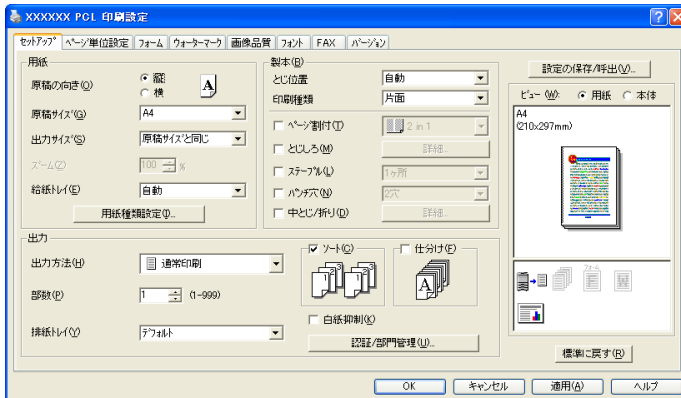 XXXXXX PCL 印刷設定
セットアップ ページ単位設定 フォーム ウォーターマーク 画像品質 フォント FAX バージョン
用紙
原稿の向き(O)
縦
横
A
原稿サイズ(G)
A4
出力サイズ(S)
原稿サイズと同じ
ズーム(Z)
100 %
給紙トレイ(E)
自動
用紙種類設定(I)...
製本(B)
とじ位置
自動
印刷種類
片面
ページ割付(T)
2 in 1
とじしろ(M)
詳細...
ステープル(L)
1ヶ所
パンチ穴(N)
2穴
中とじ/折り(D)
詳細...
設定の保存/呼出(V)...
ビュー(W): 用紙 本体
A4
(210x297mm)
出力
出力方法(H)
通常印刷
部数(P)
1 (1-999)
排紙トレイ(Y)
デフォルト
ソート(C)
1 2 3 1 2 3
仕分け(F)
A
白紙抑制(K)
認証/部門管理(U)...
フォーム
標準に戻す(R)
OK キャンセル 適用(A) ヘルプ